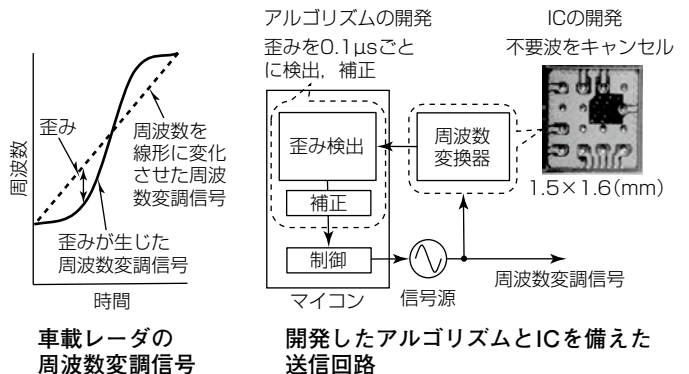 周波数
歪み
周波数を
線形に変化
させた周波
数変調信号
歪みが生じた
周波数変調信号
時間
車載レーダの
周波数変調信号
アルゴリズムの開発
歪みを0.1μsごと
に検出，補正
ICの開発
不要波をキャンセル
歪み検出
補正
制御
マイコン
周波数
変換器
1.5×1.6(mm)
信号源
周波数変調信号
開発したアルゴリズムとICを備えた
送信回路